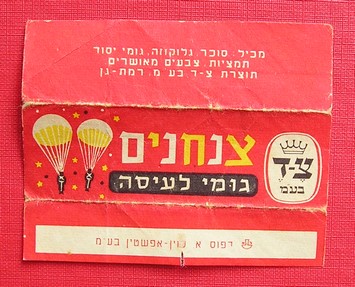 מכיל: סוכר, גלוקוזה, גומי יסוד
תמציות, צבעים מאושרים
תוצרת צ-ד בע"מ, רמת-גן
צנחנים
גומי לעיסה
צ-ד
בע"מ
דפוס א. לוין-אפשטין בע"מ